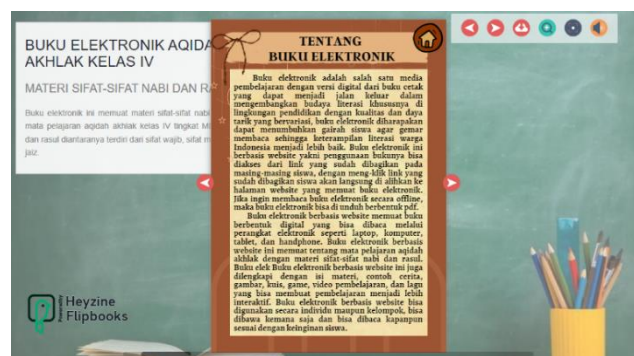 BUKU ELEKTRONIK AQIDA
AKHLAK KELAS IV
MATERI SIFAT-SIFAT NABI DAN RA
Buku elektronik ini memuat materi sifat-sifat nabi
mata pelajaran aqidah akhlak kelas IV tingkat M
dan rasul diantaranya terdiri dari sifat wajib, sifat m
jaiz.
TENTANG
BUKU ELEKTRONIK
Buku elektronik adalah salah satu media
pembelajaran dengan versi digital dari buku cetak
yang dapat menjadi jalan keluar dalam
mengembangkan budaya literasi khususnya di
lingkungan pendidikan dengan kualitas dan daya
tarik yang bervariasi, buku elektronik diharapakan
dapat menumbuhkan gairah siswa agar gemar
membaca sehingga keterampilan literasi warga
Indonesia menjadi lebih baik. Buku elektronik ini
berbasis website yakni penggunaan bukunya bisa
diakses dari link yang sudah dibagikan pada
masing-masing siswa, dengan meng-klik link yang
sudah dibagikan siswa akan langsung di alihkan ke
halaman website yang memuat buku elektronik.
Jika ingin membaca buku elektronik secara offline,
maka buku elektronik bisa di unduh berbentuk pdf.
Buku elektronik berbasis website memuat buku
berbentuk digital yang bisa dibaca melalui
perangkat elektronik seperti laptop, komputer,
tablet, dan handphone. Buku elektronik berbasis
website ini memuat tentang mata pelajaran aqidah
akhlak dengan materi sifat-sifat nabi dan rasul.
Buku elek Buku elektronik berbasis website ini juga
dilengkapi dengan isi materi, contoh cerita,
gambar, kuis, game, video pembelajaran, dan lagu
yang bisa membuat pembelajaran menjadi lebih
interaktif. Buku elektronik berbasis website bisa
digunakan secara individu maupun kelompok, bisa
dibawa kemana saja dan bisa dibaca kapanpun
sesuai dengan keinginan siswa.
Heyzine
Flipbooks